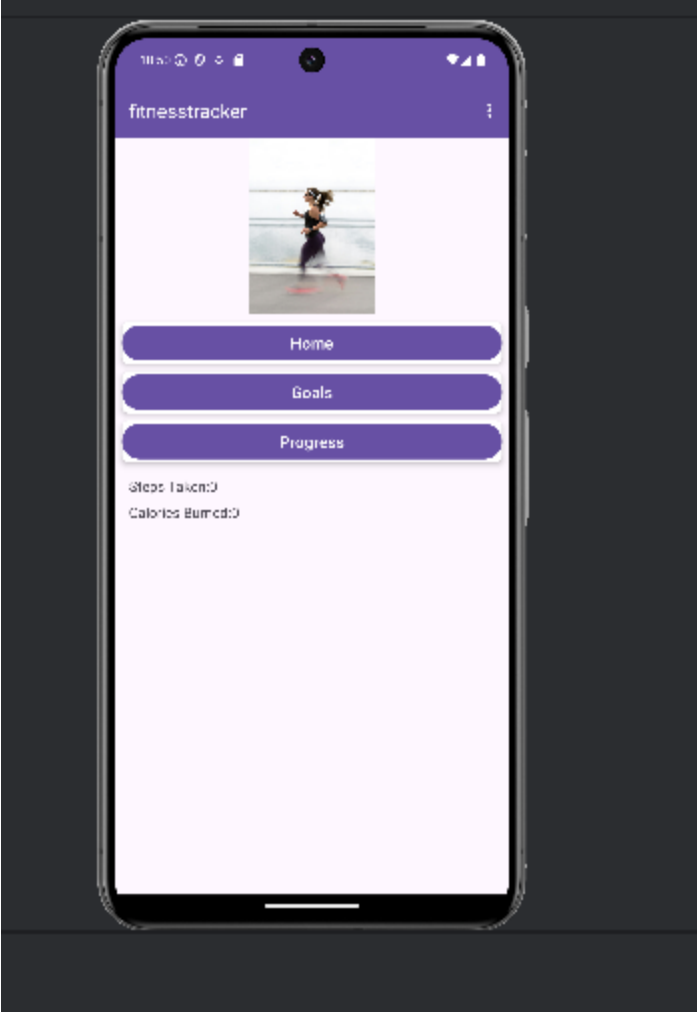 fitnesstracker
Home
Goals
Progress
Steps Taken:0
Calories Burned:0